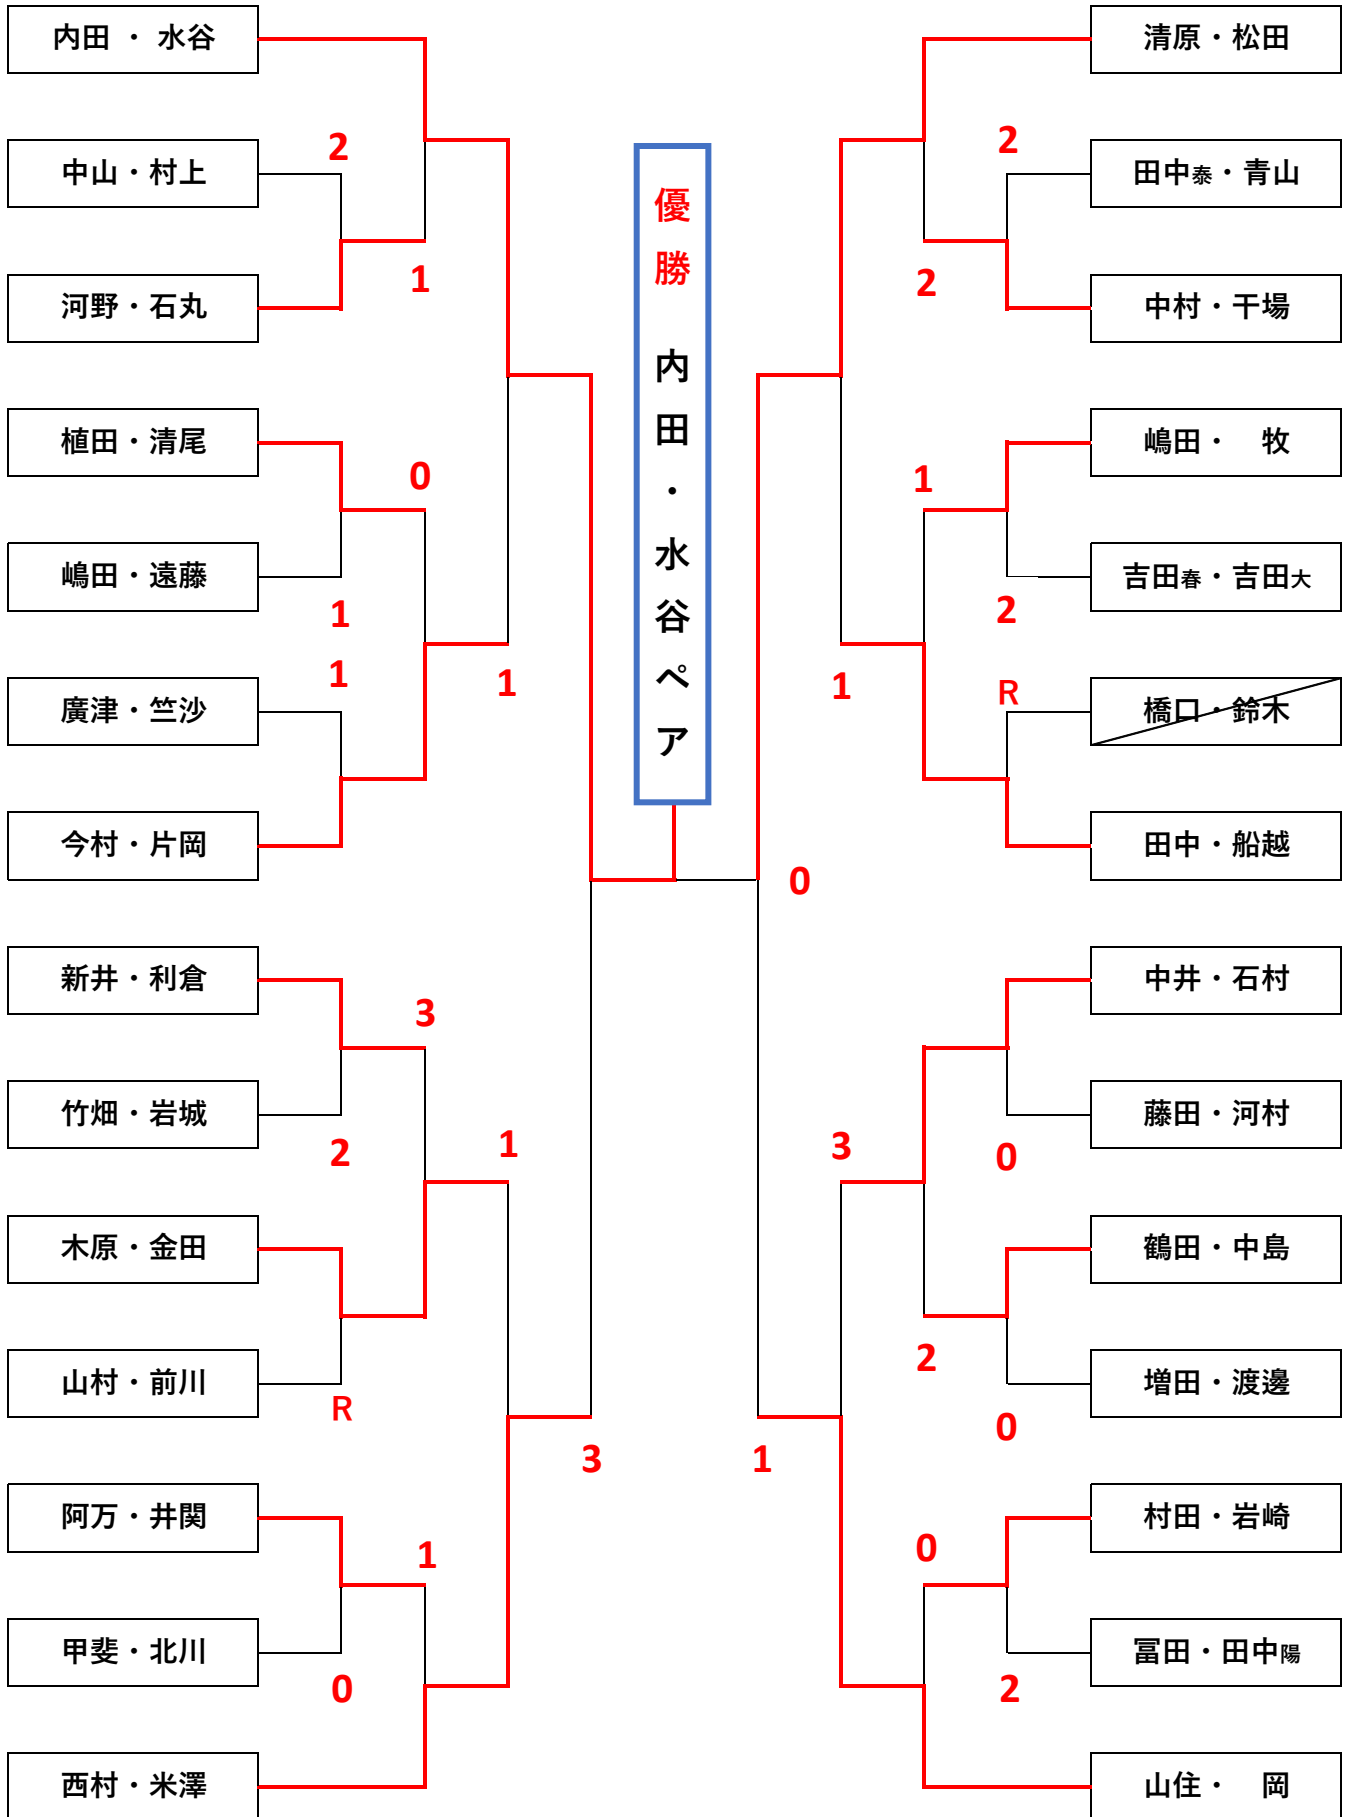 内田 ・ 水谷
中山・村上
河野・石丸
植田・清尾
嶋田・遠藤
廣津・竺沙
今村・片岡
新井・利倉
竹畑・岩城
木原・金田
山村・前川
阿万・井関
甲斐・北川
西村・米澤
2
1
0
1
1
1
3
2
1
R
1
0
3
優勝 内田・水谷ペア
0
清原・松田
田中泰・青山
中村・干場
嶋田・　牧
吉田春・吉田大
橋口・鈴木
田中・船越
中井・石村
藤田・河村
鶴田・中島
増田・渡邊
村田・岩崎
冨田・田中陽
山住・　岡
2
2
1
2
1
R
3
0
2
0
1
0
2